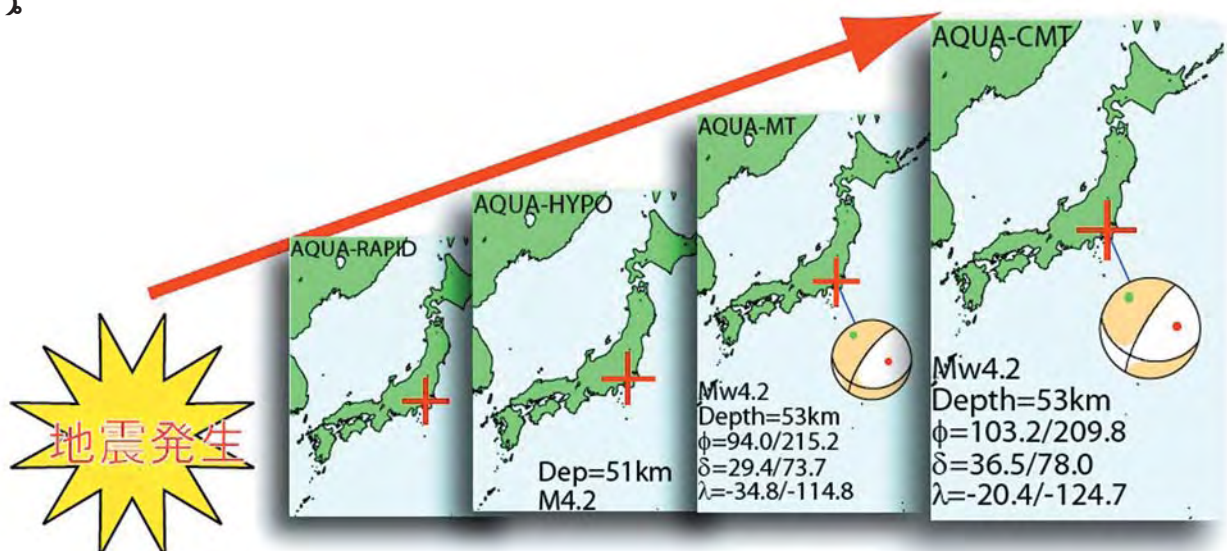 地震発生
AQUA-RAPID
AQUA-HYPO
Dep=51km
M4.2
AQUA-MT
Mw4.2
Depth=53km
ϕ=94.0/215.2
δ=29.4/73.7
λ=-34.8/-114.8
AQUA-CMT
Mw4.2
Depth=53km
ϕ=103.2/209.8
δ=36.5/78.0
λ=-20.4/-124.7